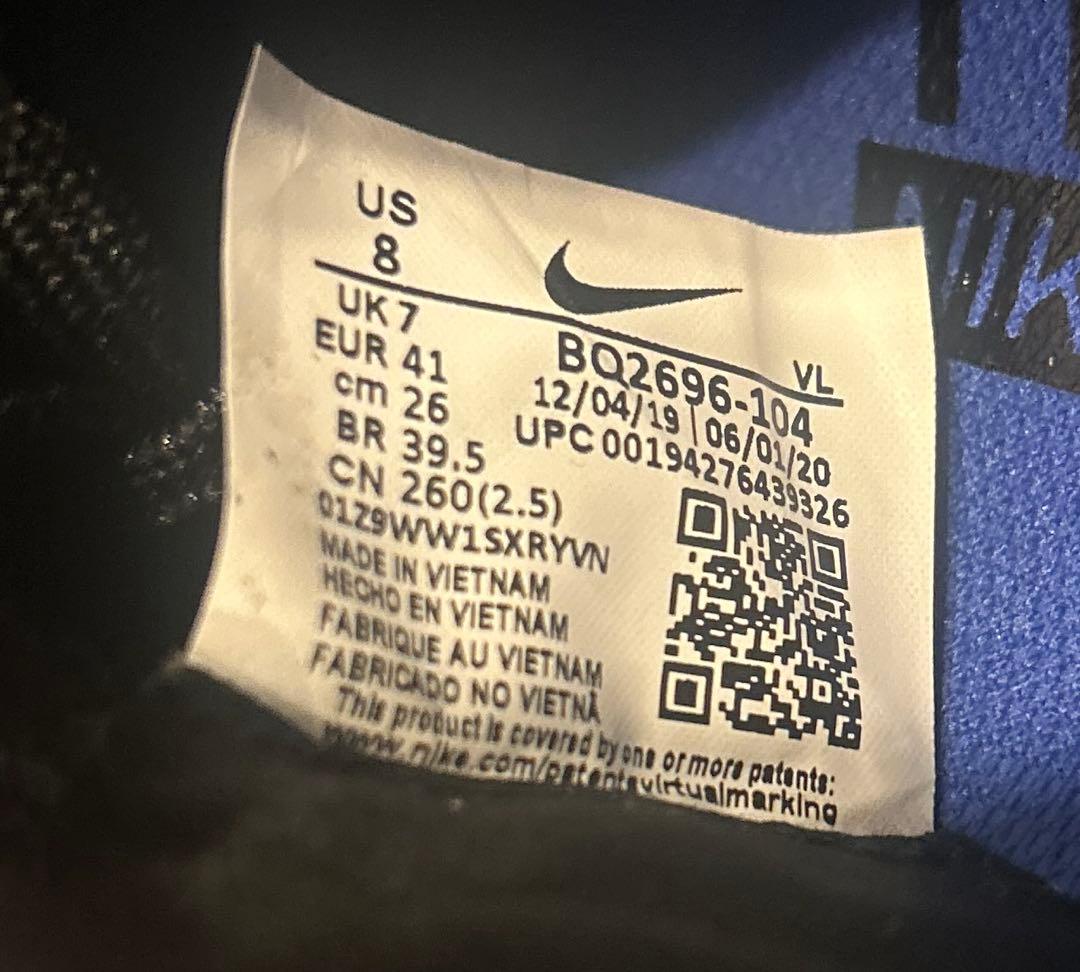 US
8
UK 7
EUR 41
cm 26
BR 39.5
CN 260(2.5)
01Z9WW1SXRYVN
VL
BQ2696-104
12/04/19 | 06/01/20
UPC 00194276439326
MADE IN VIETNAM
HECHO EN VIETNAM
FABRIQUE AU VIETNAM
FABRICADO NO VIETNÃ
This product is covered by one or more patents:
www.nike.com/patentsvirtualmarking